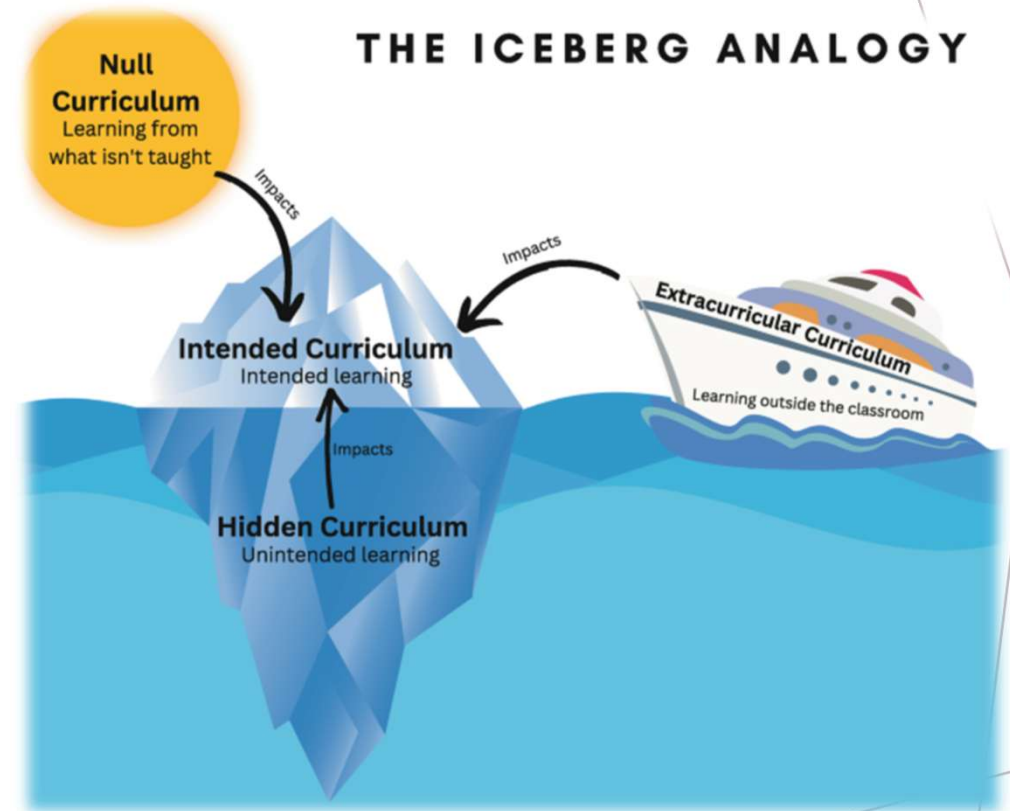 THE ICEBERG ANALOGY
Null
Curriculum
Learning from
what isn't taught
Impacts
Impacts
Extracurricular Curriculum
Learning outside the classroom
Intended Curriculum
Intended learning
Impacts
Hidden Curriculum
Unintended learning